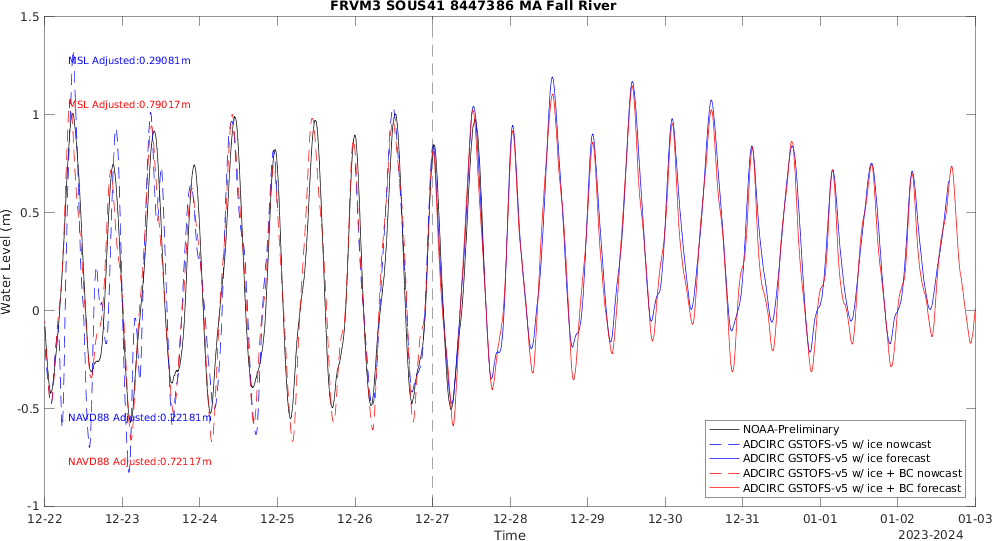 FRVM3 SOUS41 8447386 MA Fall River
1.5
MSL Adjusted:0.29081m
MSL Adjusted:0.79017m
1
0.5
Water Level (m)
0
-0.5
NAVD88 Adjusted:0.22181m
NAVD88 Adjusted:0.72117m
NOAA-Preliminary
ADCIRC GSTOFS-v5 w/ ice nowcast
ADCIRC GSTOFS-v5 w/ ice forecast
ADCIRC GSTOFS-v5 w/ ice + BC nowcast
ADCIRC GSTOFS-v5 w/ ice + BC forecast
-1
12-22 12-23 12-24 12-25 12-26 12-27 12-28 12-29 12-30 12-31 01-01 01-02 01-03
Time
2023-2024